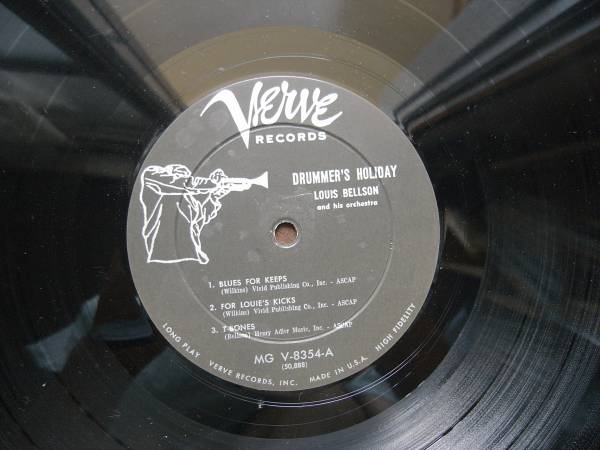 Verve
RECORDS
DRUMMER'S HOLIDAY
LOUIS BELLSON
and his orchestra
1. BLUES FOR KEEPS
(Wilkins) Vivid Publishing Co., Inc. - ASCAP
2. FOR LOUIE'S KICKS
(Wilkins) Vivid Publishing Co., Inc. - ASCAP
3. T-BONES
(Bellson) Henry Adler Music, Inc. - ASCAP
MG V-8354-A
(50,888)
LONG PLAY VERVE RECORDS, INC. MADE IN U.S.A. HIGH FIDELITY